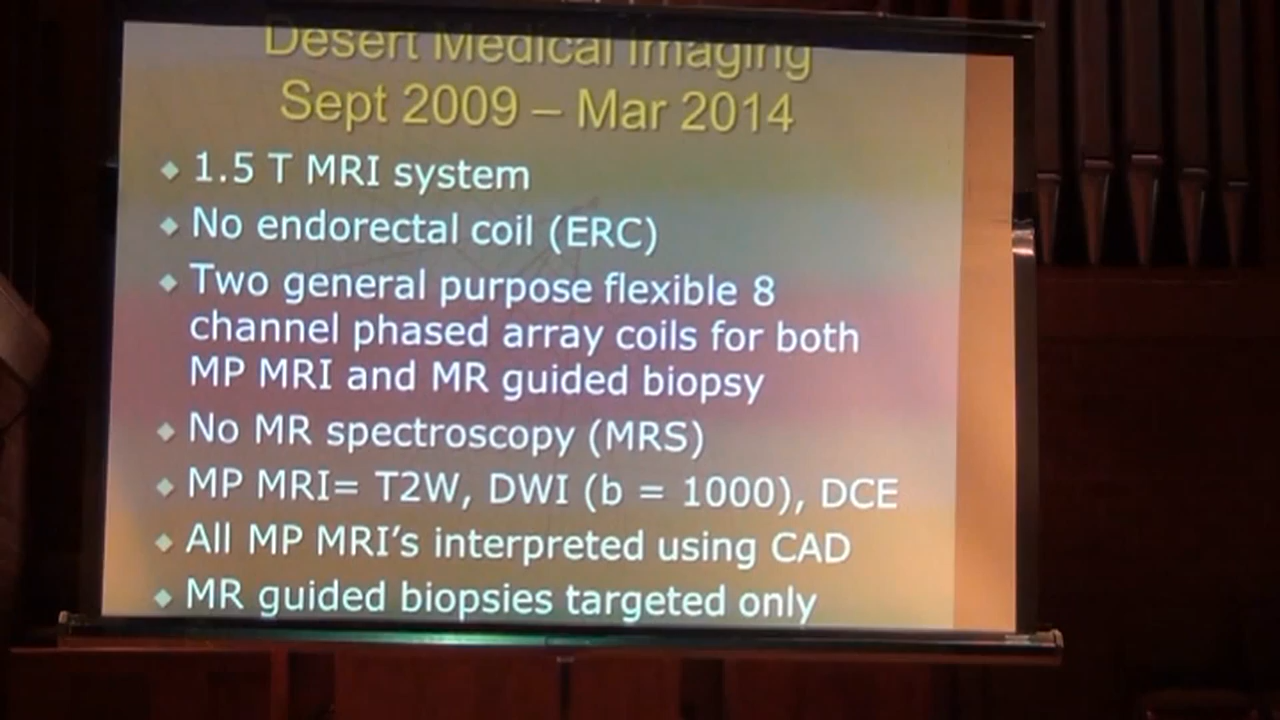 Desert Medical Imaging
Sept 2009 – Mar 2014
◆ 1.5 T MRI system
◆ No endorectal coil (ERC)
◆ Two general purpose flexible 8
channel phased array coils for both
MP MRI and MR guided biopsy
◆ No MR spectroscopy (MRS)
◆ MP MRI= T2W, DWI (b = 1000), DCE
◆ All MP MRI’s interpreted using CAD
◆ MR guided biopsies targeted only